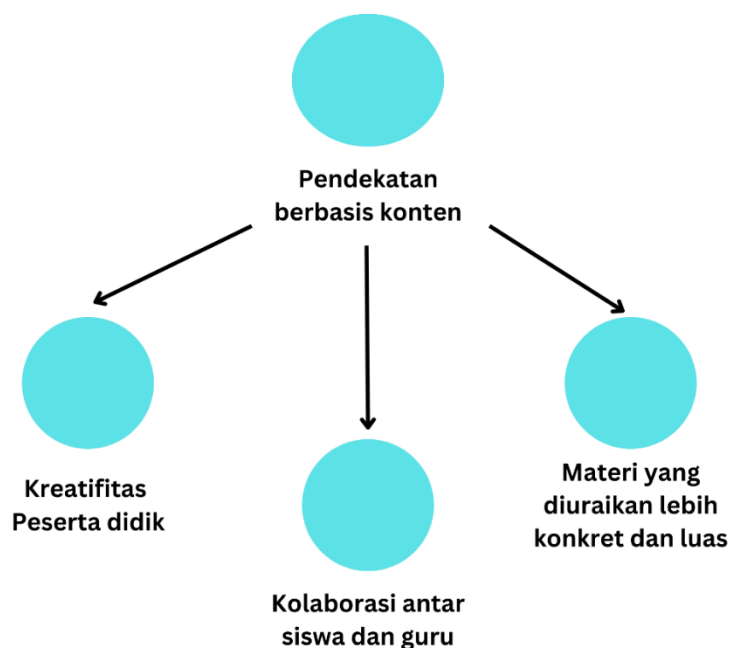 Pendekatan
berbasis konten
Kreatifitas
Peserta didik
Kolaborasi antar
siswa dan guru
Materi yang
diuraikan lebih
konkret dan luas